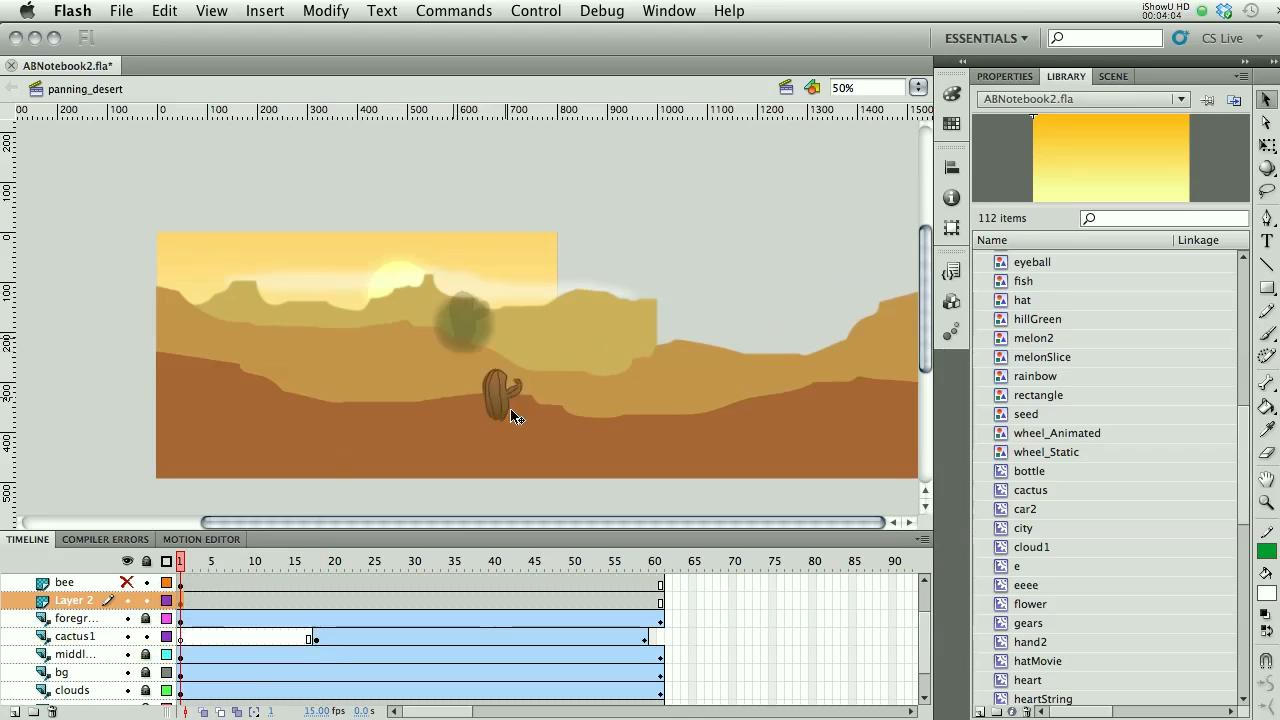 Flash File Edit View Insert Modify Text Commands Control Debug Window Help
iShowU HD
00:04:04
Fl ESSENTIALS CS Live
ABNotebook2.fla*
panning_desert 50%
00 200 100 0 100 200 300 400 500 600 700 800 900 1000 1100 1200 1300 1400 1500
200
100
0
100
200
300
400
500
PROPERTIES LIBRARY SCENE
ABNotebook2.fla
112 items
Name Linkage
eyeball
fish
hat
hillGreen
melon2
melonSlice
rainbow
rectangle
seed
wheel_Animated
wheel_Static
bottle
cactus
car2
city
cloud1
e
eeee
flower
gears
hand2
hatMovie
heart
heartString
TIMELINE COMPILER ERRORS MOTION EDITOR
1 5 10 15 20 25 30 35 40 45 50 55 60 65 70 75 80 85 90
bee
Layer 2
foregr...
cactus1
middl...
bg
clouds
1 15.00 fps 0.0 s